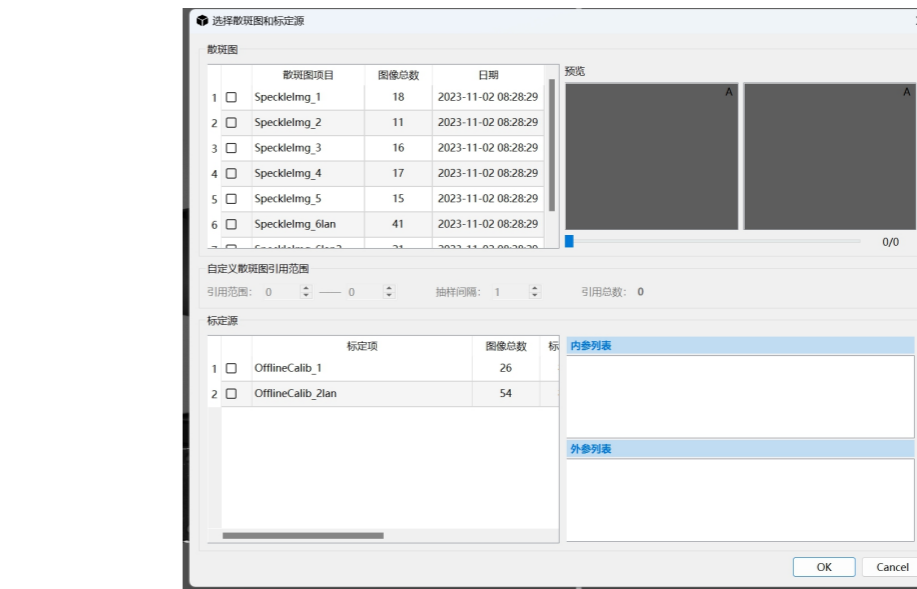 选择散斑图和标定源
散斑图
散斑图项目 图像总数 日期
1 SpeckleImg_1 18 2023-11-02 08:28:29
2 SpeckleImg_2 11 2023-11-02 08:28:29
3 SpeckleImg_3 16 2023-11-02 08:28:29
4 SpeckleImg_4 17 2023-11-02 08:28:29
5 SpeckleImg_5 15 2023-11-02 08:28:29
6 SpeckleImg_6lan 41 2023-11-02 08:28:29
预览
A
A
0/0
自定义散斑图引用范围
引用范围: 0 —— 0 抽样间隔: 1 引用总数: 0
标定源
标定项 图像总数 标
1 OfflineCalib_1 26
2 OfflineCalib_2lan 54
内参列表
外参列表
OK Cancel